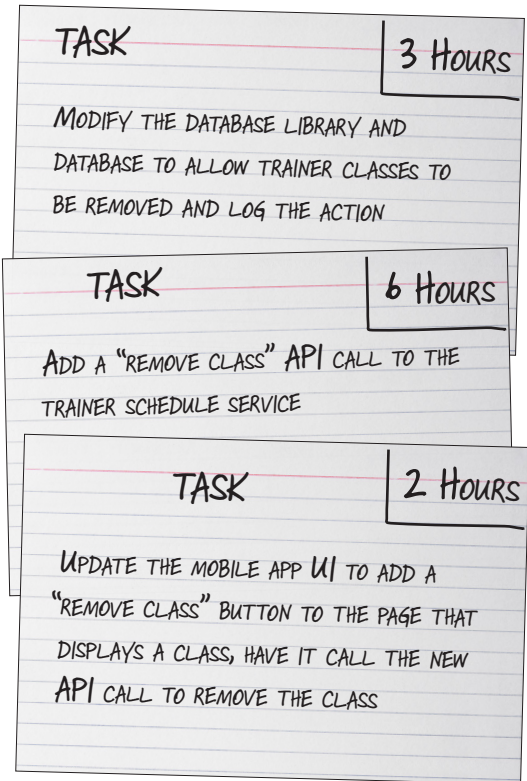 TASK
3 HOURS
MODIFY THE DATABASE LIBRARY AND
DATABASE TO ALLOW TRAINER CLASSES TO
BE REMOVED AND LOG THE ACTION
TASK
6 HOURS
ADD A “REMOVE CLASS” API CALL TO THE
TRAINER SCHEDULE SERVICE
TASK
2 HOURS
UPDATE THE MOBILE APP UI TO ADD A
“REMOVE CLASS” BUTTON TO THE PAGE THAT
DISPLAYS A CLASS, HAVE IT CALL THE NEW
API CALL TO REMOVE THE CLASS